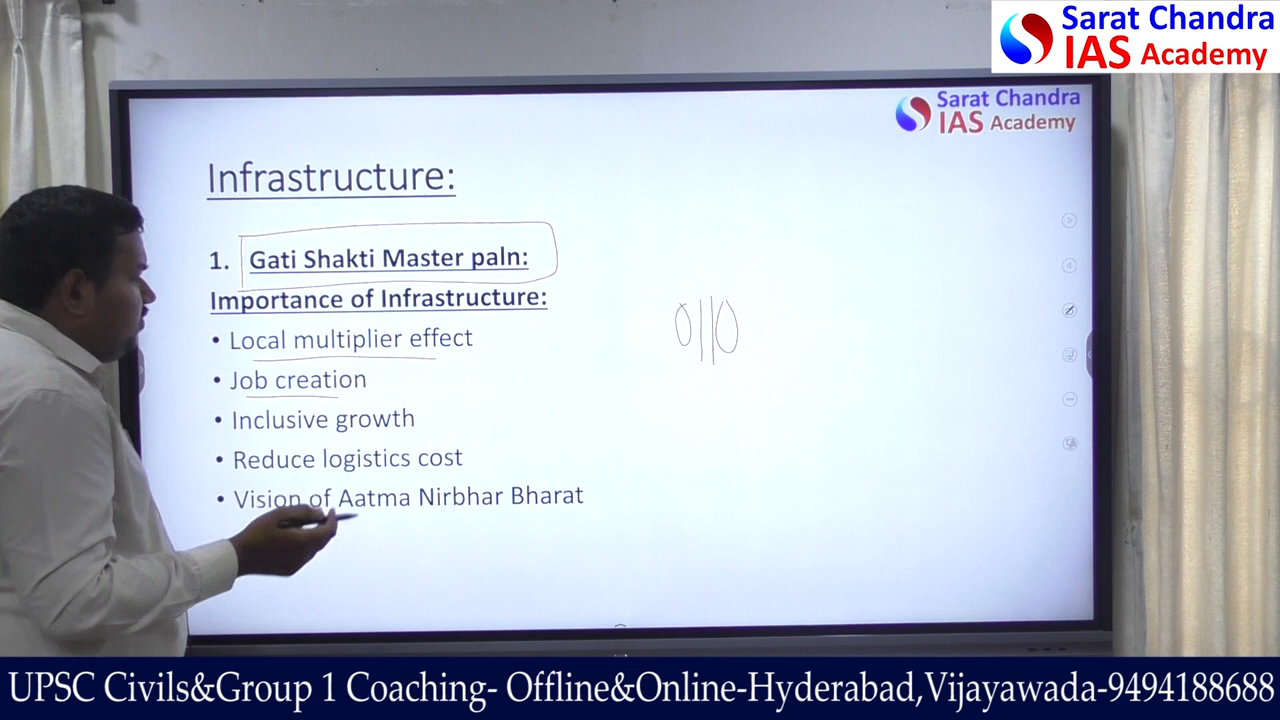 Sarat Chandra
IAS Academy
Sarat Chandra
IAS Academy
Infrastructure:
1. Gati Shakti Master paln:
Importance of Infrastructure:
• Local multiplier effect
• Job creation
• Inclusive growth
• Reduce logistics cost
• Vision of Aatma Nirbhar Bharat
UPSC Civils&Group 1 Coaching- Offline&Online-Hyderabad,Vijayawada-9494188688